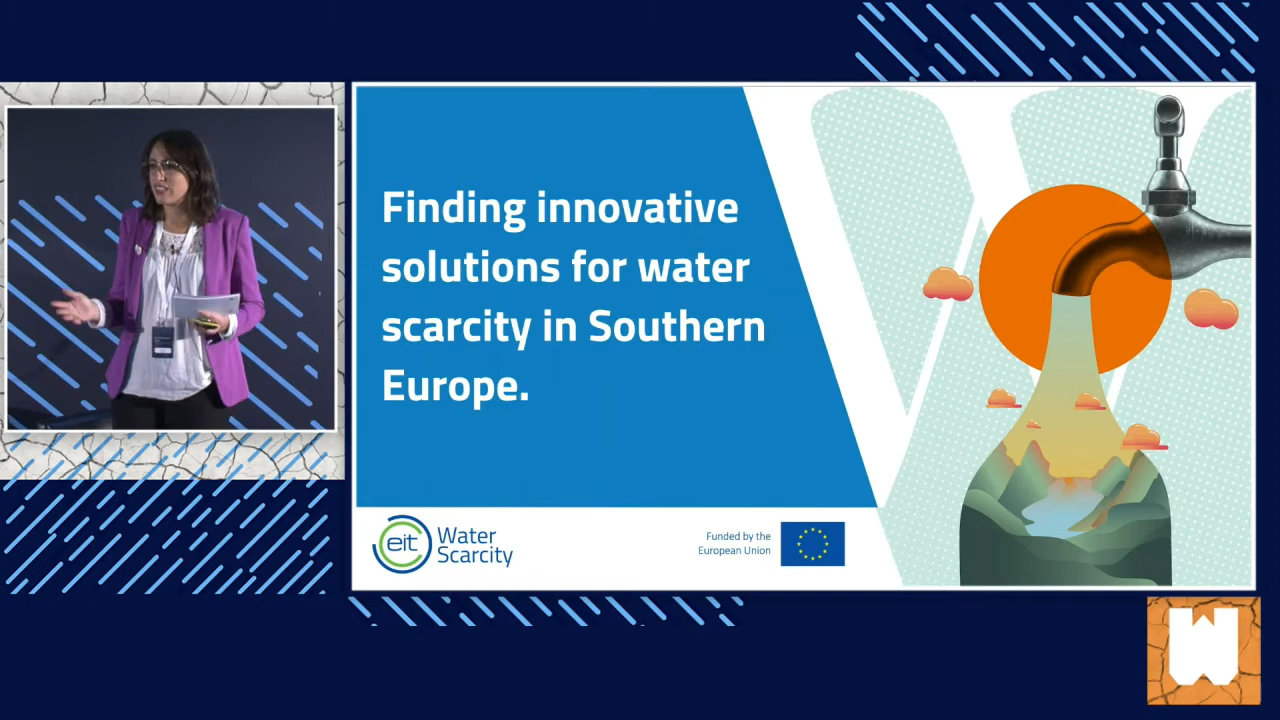 Finding innovative
solutions for water
scarcity in Southern
Europe.
eit Water
Scarcity
Funded by the
European Union
W